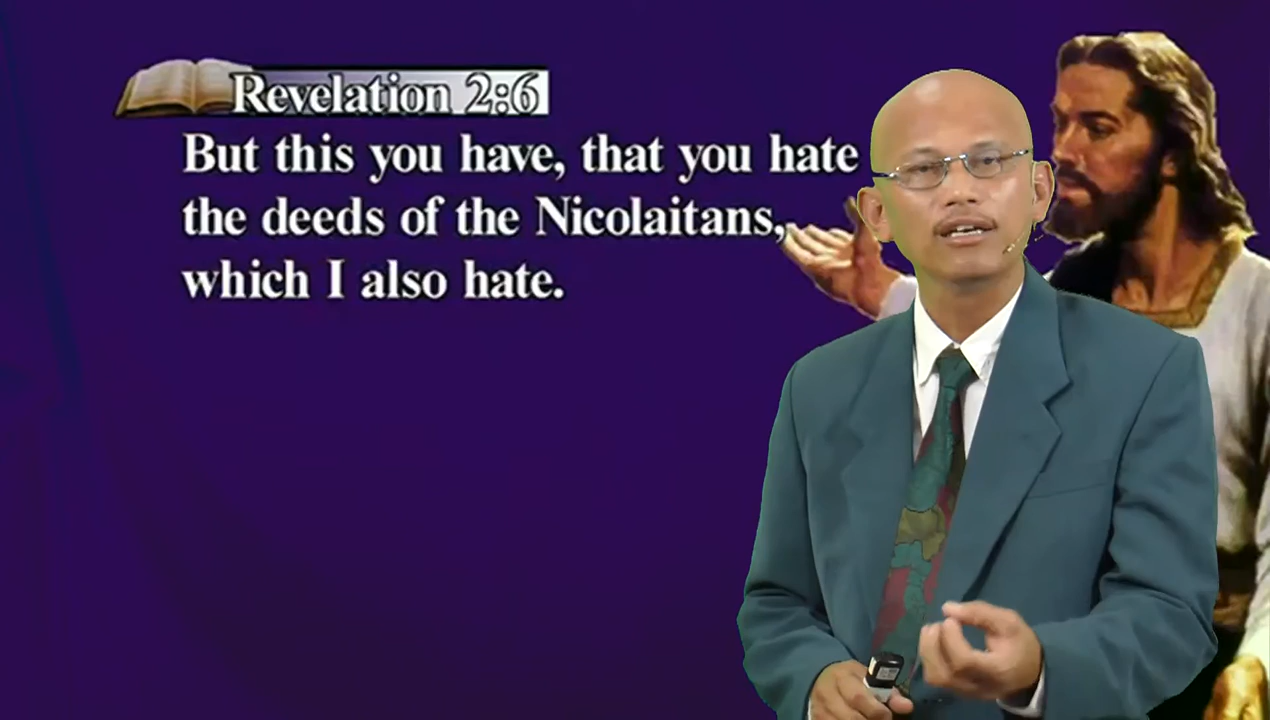 Revelation 2:6
But this you have, that you hate
the deeds of the Nicolaitans,
which I also hate.